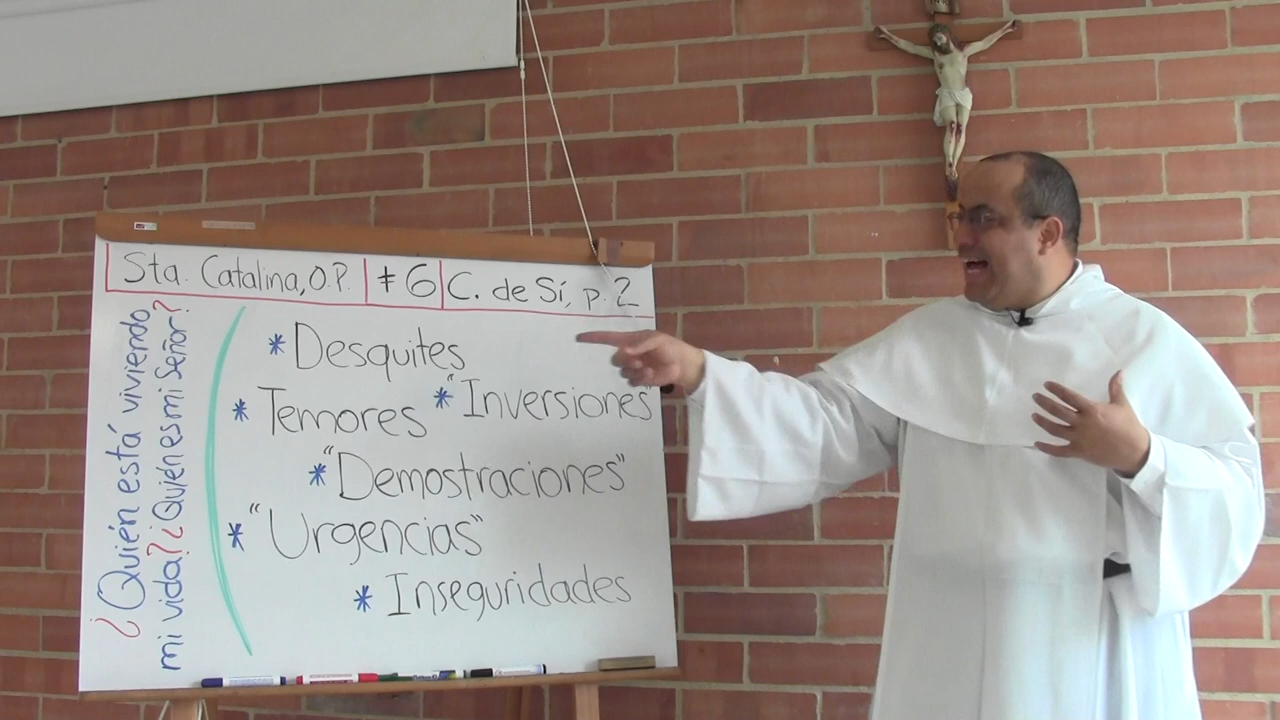 Sta. Catalina, O.P. ‡ 6 C. de Sí, p. 2
¿Quién está viviendo
mi vida? ¿Quién es mi Señor?
* Desquites
* Temores * "Inversiones"
* "Demostraciones"
* "Urgencias"
* Inseguridades